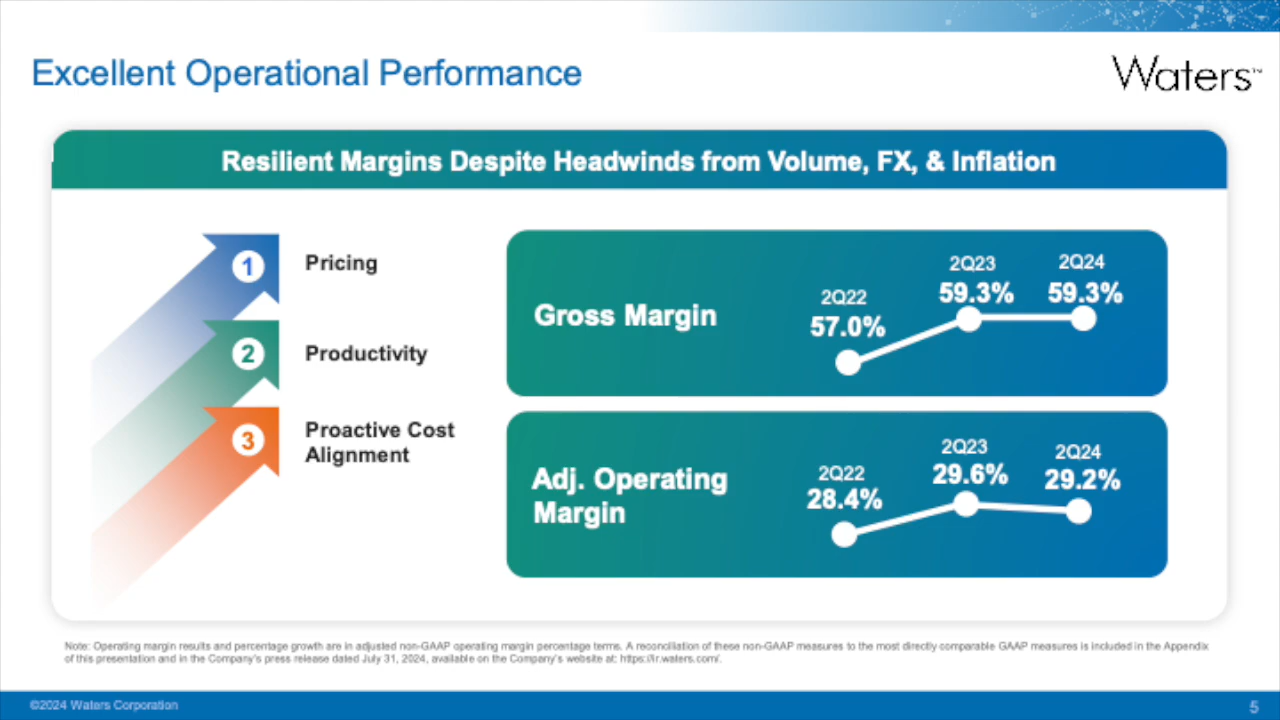 Excellent Operational Performance
Waters™
Resilient Margins Despite Headwinds from Volume, FX, & Inflation
1
Pricing
2
Productivity
3
Proactive Cost
Alignment
Gross Margin
2Q22
57.0%
2Q23
59.3%
2Q24
59.3%
Adj. Operating
Margin
2Q22
28.4%
2Q23
29.6%
2Q24
29.2%
Note: Operating margin results and percentage growth are in adjusted non-GAAP operating margin percentage terms. A reconciliation of these non-GAAP measures to the most directly comparable GAAP measures is included in the Appendix
of this presentation and in the Company's press release dated July 31, 2024, available on the Company's website at: https://ir.waters.com/.
©2024 Waters Corporation
5